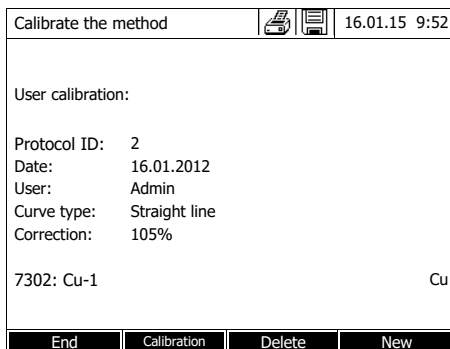 Calibrate the method 16.01.15 9:52
User calibration:
Protocol ID: 2
Date: 16.01.2012
User: Admin
Curve type: Straight line
Correction: 105%
7302: Cu-1 Cu
End Calibration Delete New